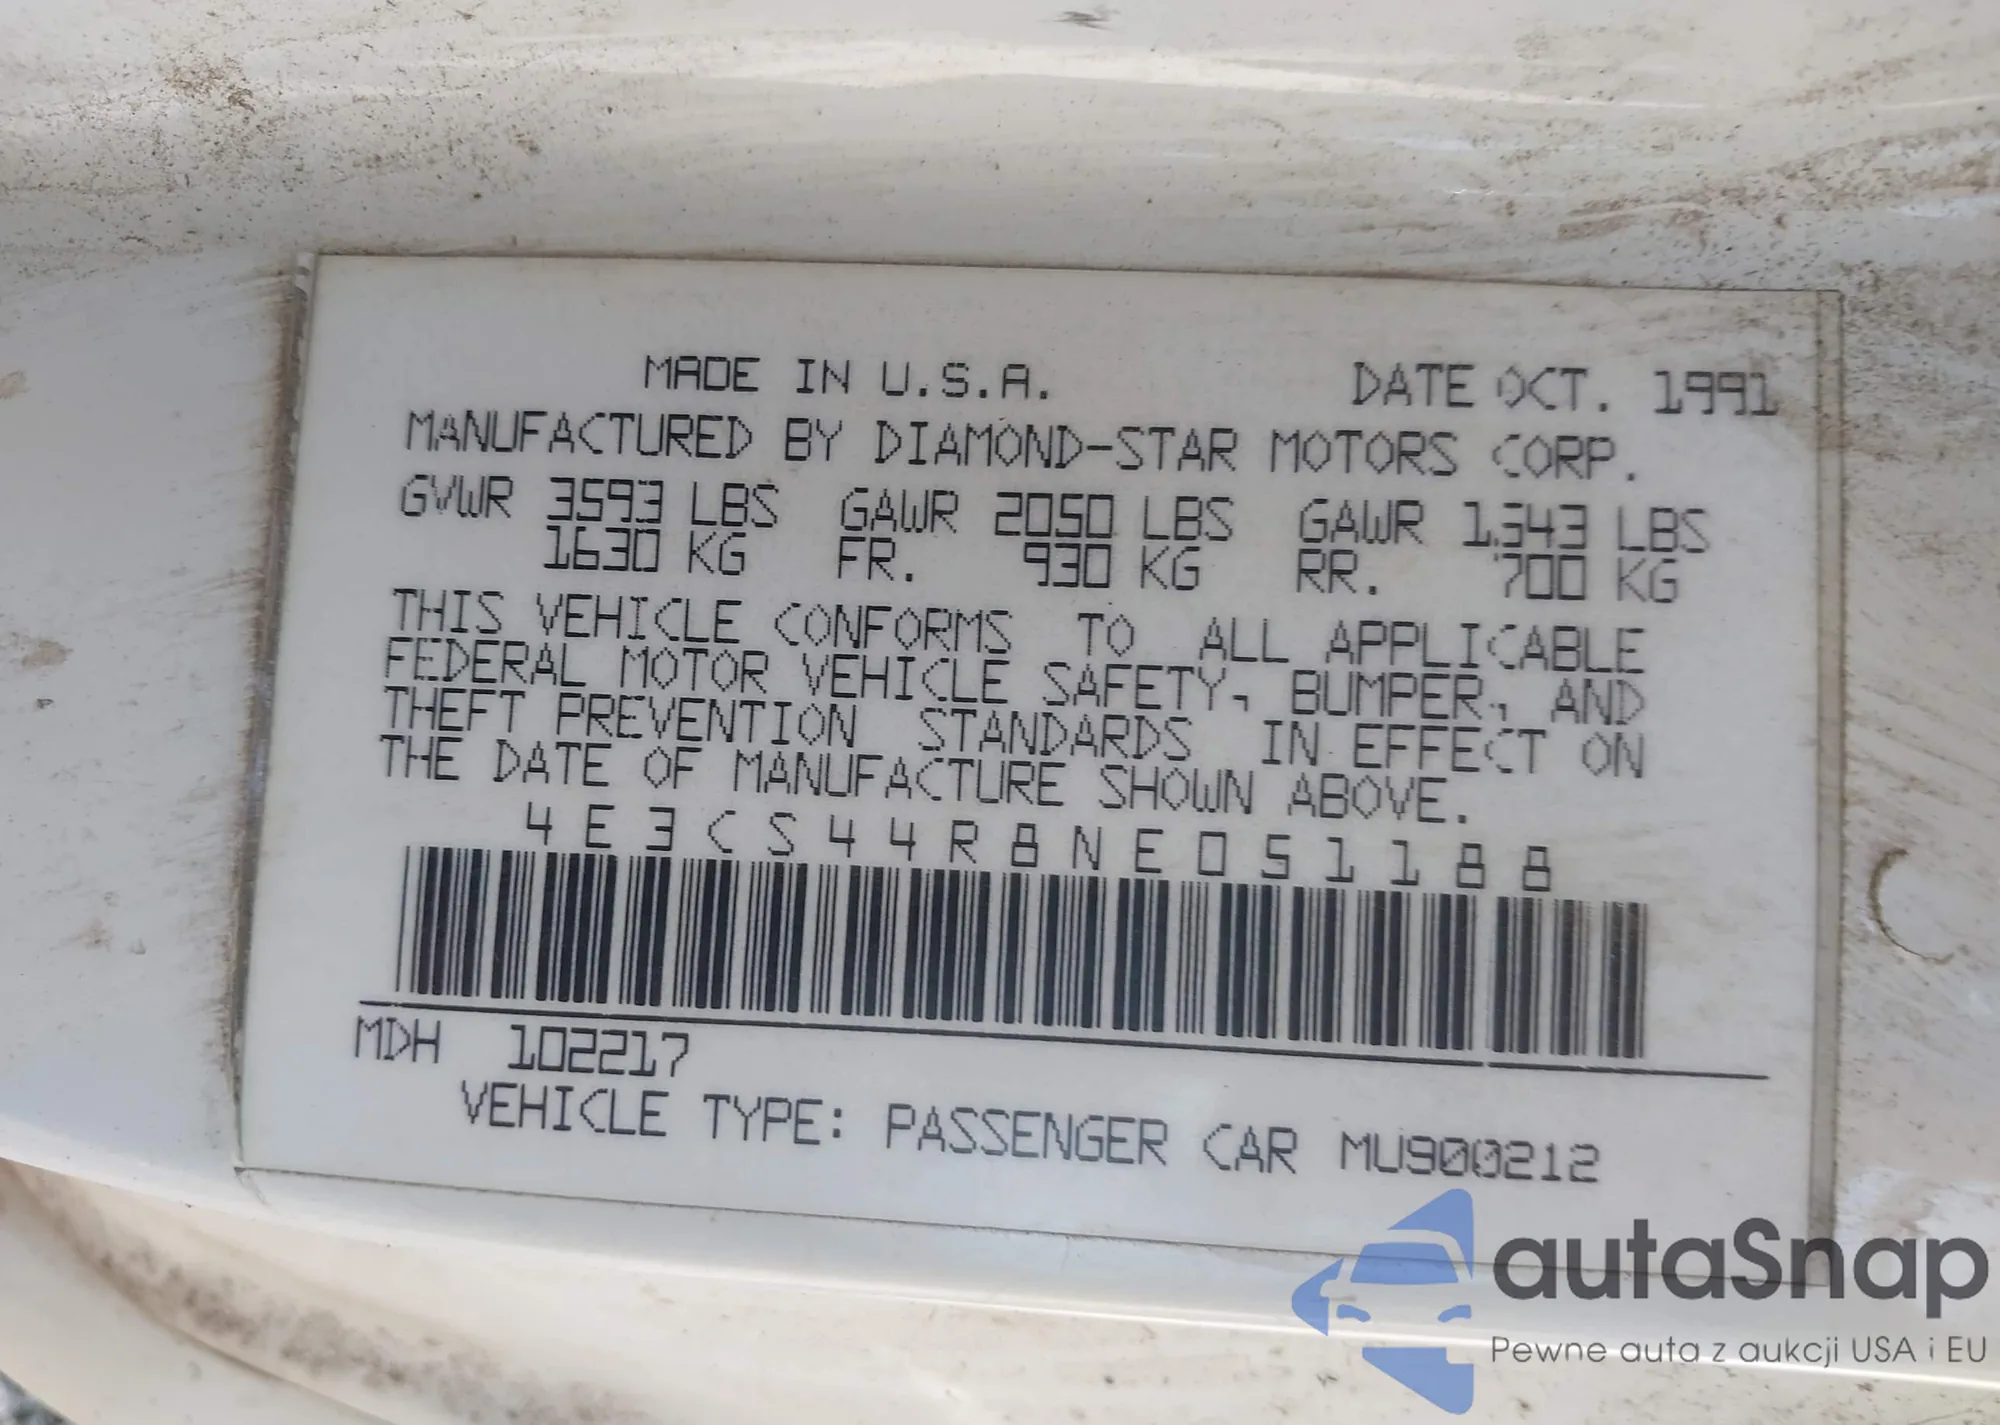 MADE IN U.S.A. DATE OCT. 1991
MANUFACTURED BY DIAMOND-STAR MOTORS CORP.
GVWR 3593 LBS GAWR 2050 LBS GAWR 1543 LBS
1630 KG FR. 930 KG RR. 700 KG
THIS VEHICLE CONFORMS TO ALL APPLICABLE
FEDERAL MOTOR VEHICLE SAFETY, BUMPER, AND
THEFT PREVENTION STANDARDS IN EFFECT ON
THE DATE OF MANUFACTURE SHOWN ABOVE.
4E3CS44R8NE051188
MDH 102217
VEHICLE TYPE: PASSENGER CAR MU900212
autaSnap
Pewne auta z aukcji USA i EU